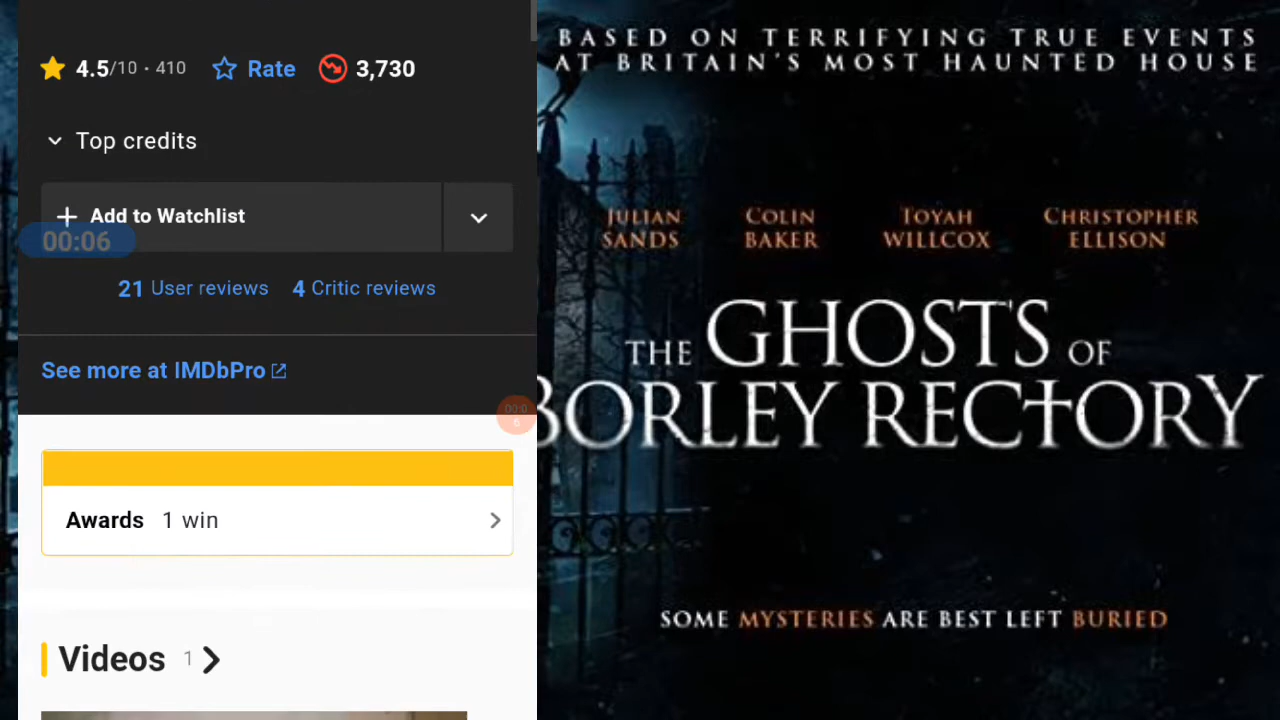 4.5/10 · 410 Rate 3,730
Top credits
Add to Watchlist
00:06
21 User reviews 4 Critic reviews
See more at IMDbPro
00:0
6
Awards 1 win
Videos 1
BASED ON TERRIFYING TRUE EVENTS
AT BRITAIN'S MOST HAUNTED HOUSE
JULIAN SANDS
COLIN BAKER
TOYAH WILLCOX
CHRISTOPHER ELLISON
THE GHOSTS OF
BORLEY RECTORY
SOME MYSTERIES ARE BEST LEFT BURIED